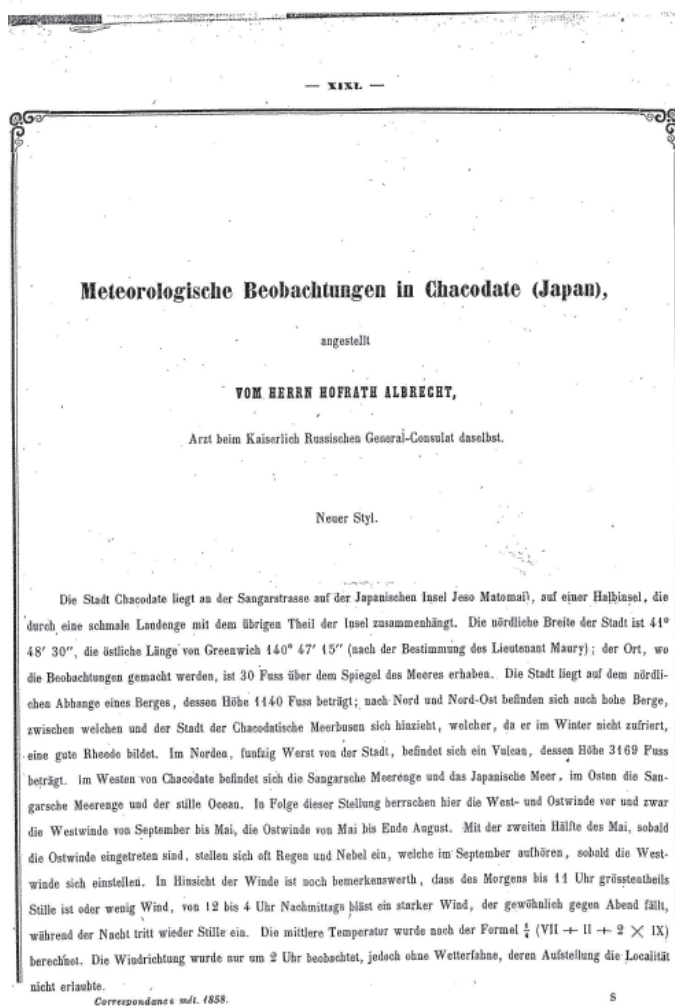 — XIXL —
Meteorologische Beobachtungen in Chacodate (Japan),
angestellt
VOM HERRN HOFRATH ALBRECHT,
Arzt beim Kaiserlich Russischen General-Consulat daselbst.
Neuer Styl.
Die Stadt Chacodate liegt an der Sangarstrasse auf der Japanischen Insel Jeso Matomai), auf einer Halbinsel, die
durch eine schmale Landenge mit dem übrigen Theil der Insel zusammenhängt. Die nördliche Breite der Stadt ist 41°
48' 30", die östliche Länge von Greenwich 140° 47' 15" (nach der Bestimmung des Lieutenant Maury); der Ort, wo
die Beobachtungen gemacht werden, ist 30 Fuss über dem Spiegel des Meeres erhaben. Die Stadt liegt auf dem nördli-
chen Abhange eines Berges, dessen Höhe 1140 Fuss beträgt; nach Nord und Nord-Ost befinden sich auch hohe Berge,
zwischen welchen und der Stadt der Chacodatische Meerbusen sich hinzieht, welcher, da er im Winter nicht zufriert,
eine gute Rheede bildet. Im Norden, funfzig Werst von der Stadt, befindet sich ein Vulcan, dessen Höhe 3169 Fuss
beträgt. Im Westen von Chacodate befindet sich die Sangarsche Meerenge und das Japanische Meer, im Osten die San-
garsche Meerenge und der stille Ocean. In Folge dieser Stellung herrschen hier die West- und Ostwinde vor und zwar
die Westwinde von September bis Mai, die Ostwinde von Mai bis Ende August. Mit der zweiten Hälfte des Mai, sobald
die Ostwinde eingetreten sind, stellen sich oft Regen und Nebel ein, welche im September aufhören, sobald die West-
winde sich einstellen. In Hinsicht der Winde ist noch bemerkenswerth, dass des Morgens bis 11 Uhr grösstentheils
Stille ist oder wenig Wind, von 12 bis 4 Uhr Nachmittags bläst ein starker Wind, der gewöhnlich gegen Abend fällt,
während der Nacht tritt wieder Stille ein. Die mittlere Temperatur wurde nach der Formel ¼ (VII + II + 2 × IX)
berechnet. Die Windrichtung wurde nur um 2 Uhr beobachtet, jedoch ohne Wetterfahne, deren Aufstellung die Localität
nicht erlaubte.
Correspondance mét. 1858.
S